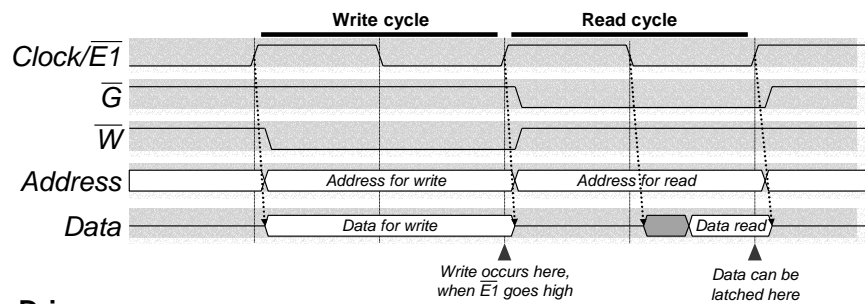 Write cycle Read cycle
Clock/E1
G
W
Address Address for write Address for read
Data Data for write Data read
Write occurs here,
when E1 goes high
Data can be
latched here